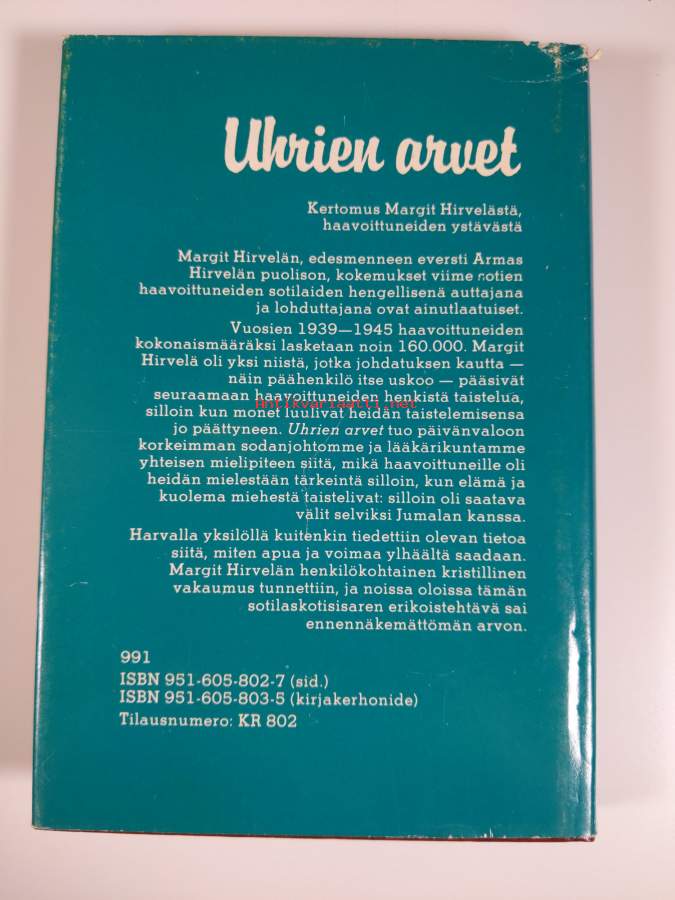 Uhrien arvet
Kertomus Margit Hirvelästä,
haavoittuneiden ystävästä
Margit Hirvelän, edesmenneen eversti Armas
Hirvelän puolison, kokemukset viime sotien
haavoittuneiden sotilaiden hengellisenä auttajana
ja lohduttajana ovat ainutlaatuiset.
Vuosien 1939—1945 haavoittuneiden
kokonaismääräksi lasketaan noin 160.000. Margit
Hirvelä oli yksi niistä, jotka johdatuksen kautta —
näin päähenkilö itse uskoo — pääsivät
seuraamaan haavoittuneiden henkistä taistelua,
antikvariaatti.net
silloin kun monet luulivat heidän taistelemisensa
jo päättyneen. Uhrien arvet tuo päivänvaloon
korkeimman sodanjohtomme ja lääkärikuntamme
yhteisen mielipiteen siitä, mikä haavoittuneille oli
heidän mielestään tärkeintä silloin, kun elämä ja
kuolema miehestä taistelivat: silloin oli saatava
välit selviksi Jumalan kanssa.
Harvalla yksilöllä kuitenkin tiedettiin olevan tietoa
siitä, miten apua ja voimaa ylhäältä saadaan.
Margit Hirvelän henkilökohtainen kristillinen
vakaumus tunnettiin, ja noissa oloissa tämän
sotilaskotisisaren erikoistehtävä sai
ennennäkemättömän arvon.
991
ISBN 951-605-802-7 (sid.)
ISBN 951-605-803-5 (kirjakerhonide)
Tilausnumero: KR 802